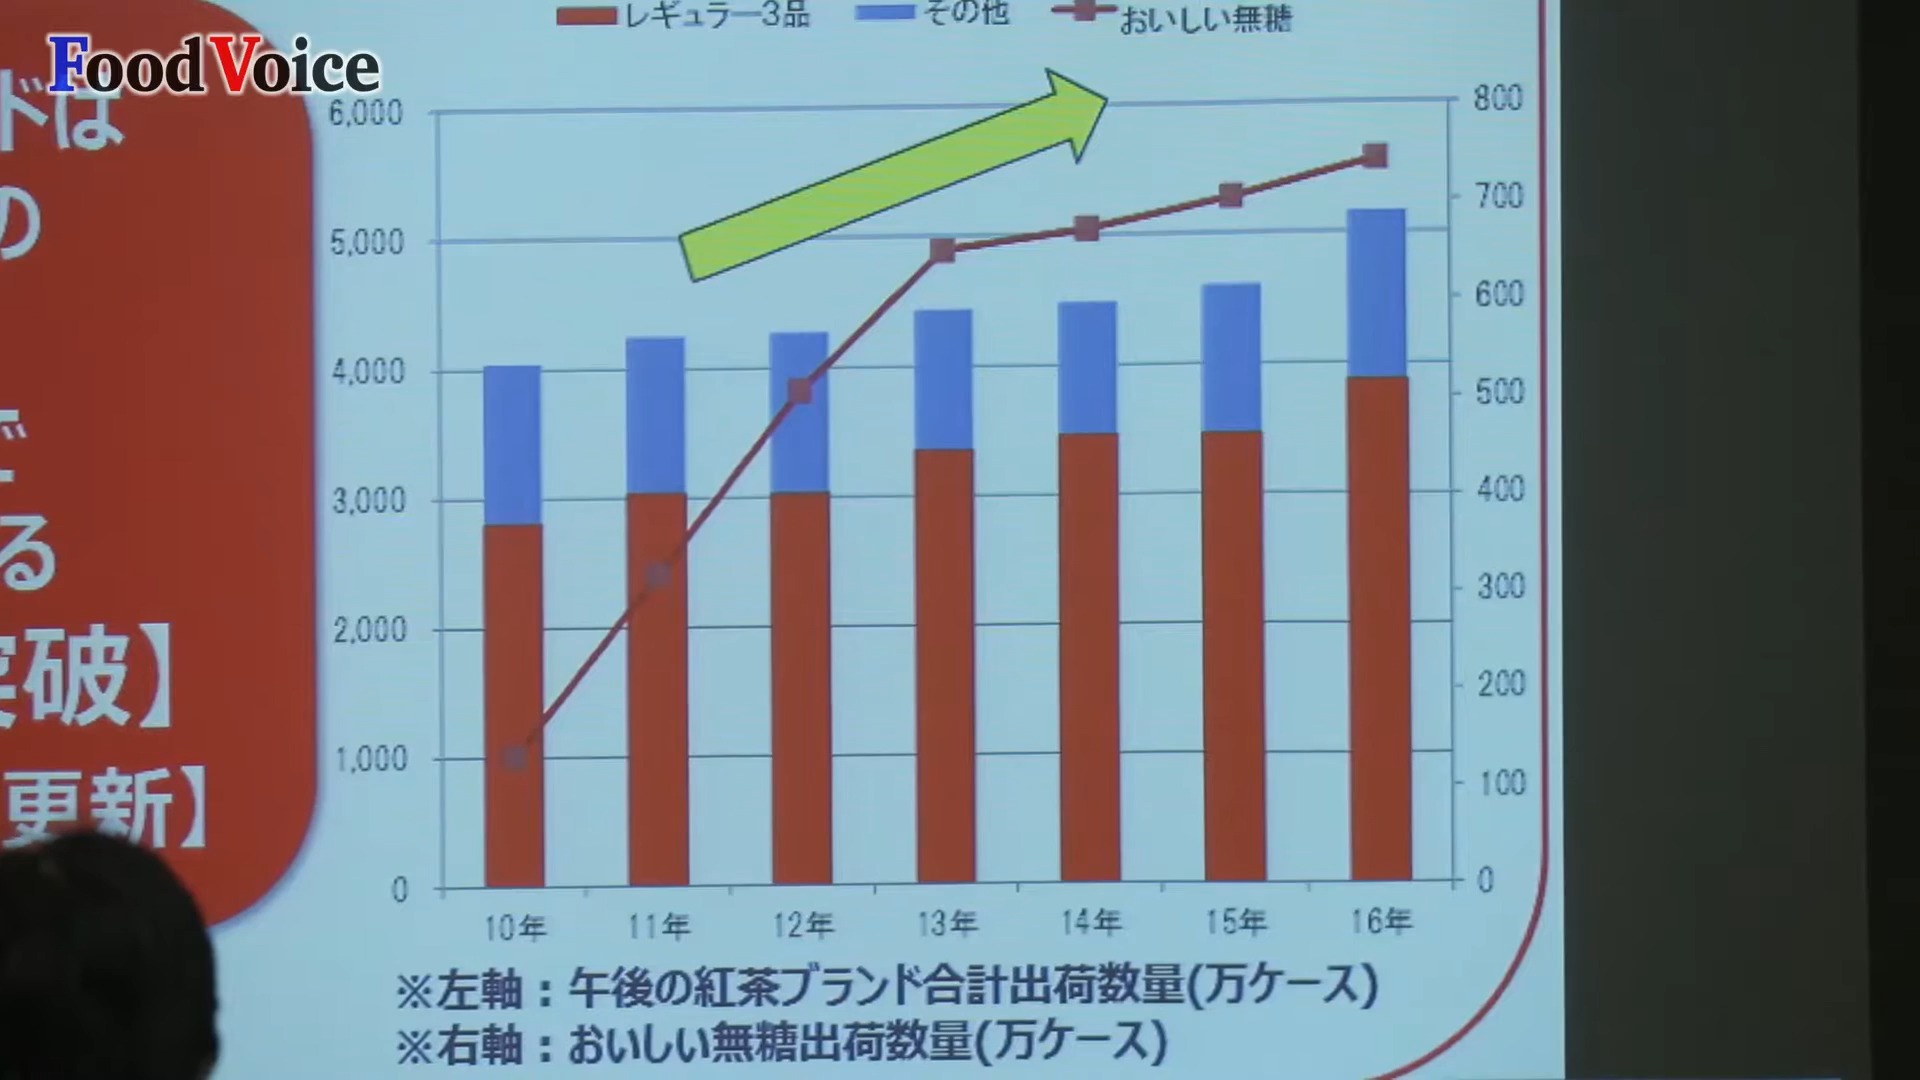 Food Voice
ドは
の
で
る
突破】
更新】
レギュラー3品 その他 おいしい無糖
6,000
5,000
4,000
3,000
2,000
1,000
0
800
700
600
500
400
300
200
100
0
10年 11年 12年 13年 14年 15年 16年
※左軸：午後の紅茶ブランド合計出荷数量(万ケース)
※右軸：おいしい無糖出荷数量(万ケース)